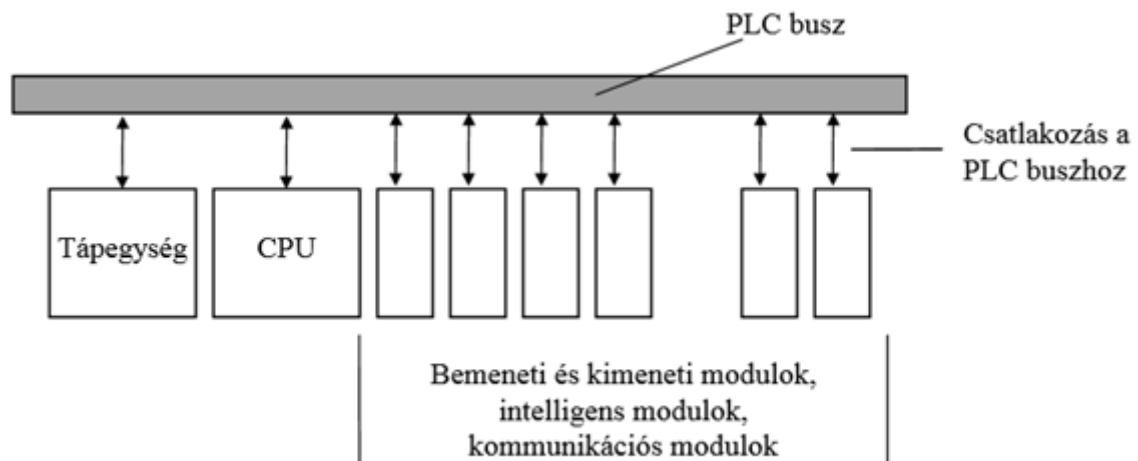 PLC busz
Csatlakozás a
PLC buszhoz
Tápegység
CPU
Bemeneti és kimeneti modulok,
intelligens modulok,
kommunikációs modulok